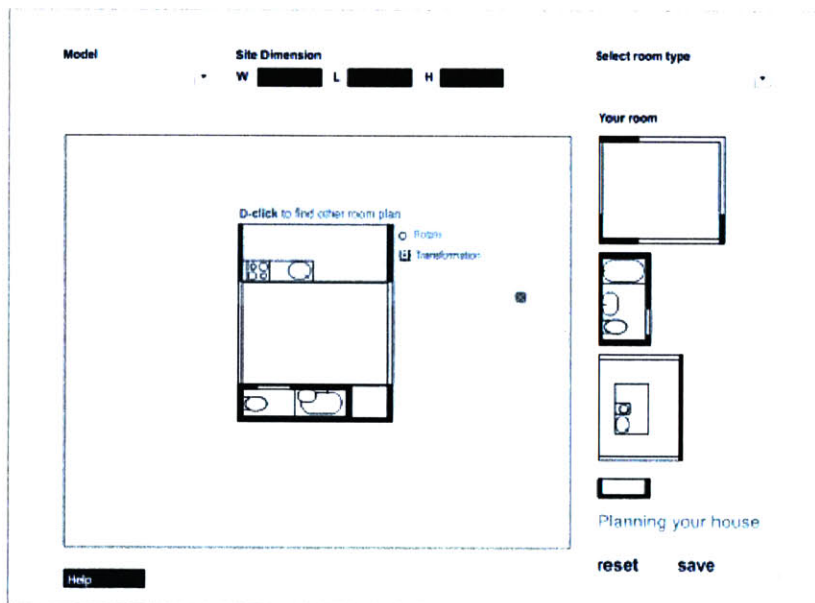 Model
Site Dimension
W L H
Select room type
Your room
D-click to find other room plan
Rotate
Transformation
Planning your house
reset save
Help